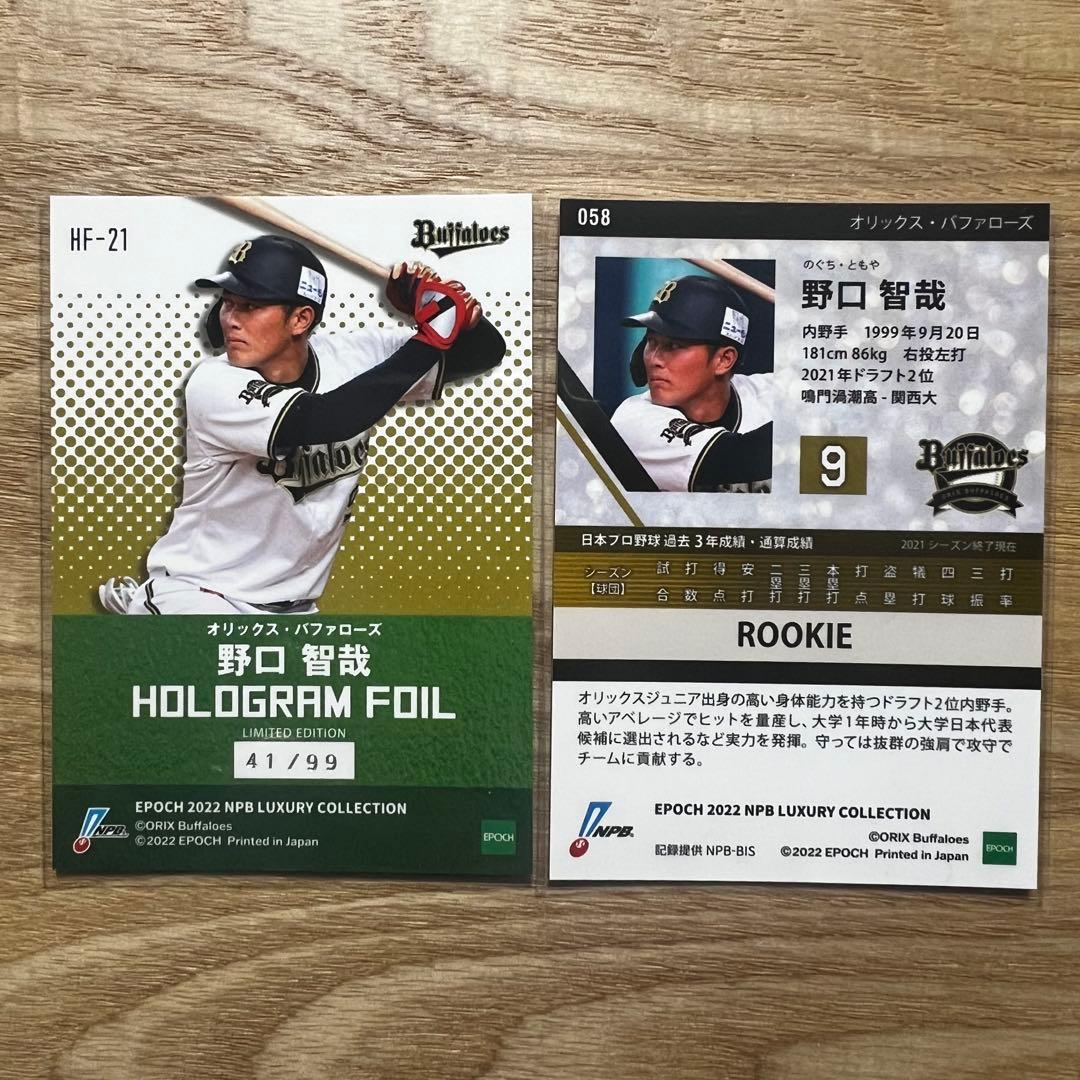 HF-21
Buffaloes
B
ニューモ
Buffaloes
オリックス・バファローズ
野口 智哉
HOLOGRAM FOIL
LIMITED EDITION
41/99
EPOCH 2022 NPB LUXURY COLLECTION
NPB
©ORIX Buffaloes
©2022 EPOCH Printed in Japan
EPOCH
058
オリックス・バファローズ
のぐち・ともや
野口 智哉
内野手 1999年9月20日
181cm 86kg 右投左打
2021年ドラフト2位
鳴門渦潮高 - 関西大
9
Buffaloes
ORIX BUFFALOES
日本プロ野球 過去3年成績・通算成績
2021 シーズン終了現在
シーズン【球団】 試合 打数 得点 安打 二塁打 三塁打 本塁打 打点 盗塁 犠打 四球 三振 打率
ROOKIE
オリックスジュニア出身の高い身体能力を持つドラフト2位内野手。
高いアベレージでヒットを量産し、大学1年時から大学日本代表
候補に選出されるなど実力を発揮。守っては抜群の強肩で攻守で
チームに貢献する。
EPOCH 2022 NPB LUXURY COLLECTION
NPB
©ORIX Buffaloes
記録提供 NPB-BIS ©2022 EPOCH Printed in Japan
EPOCH